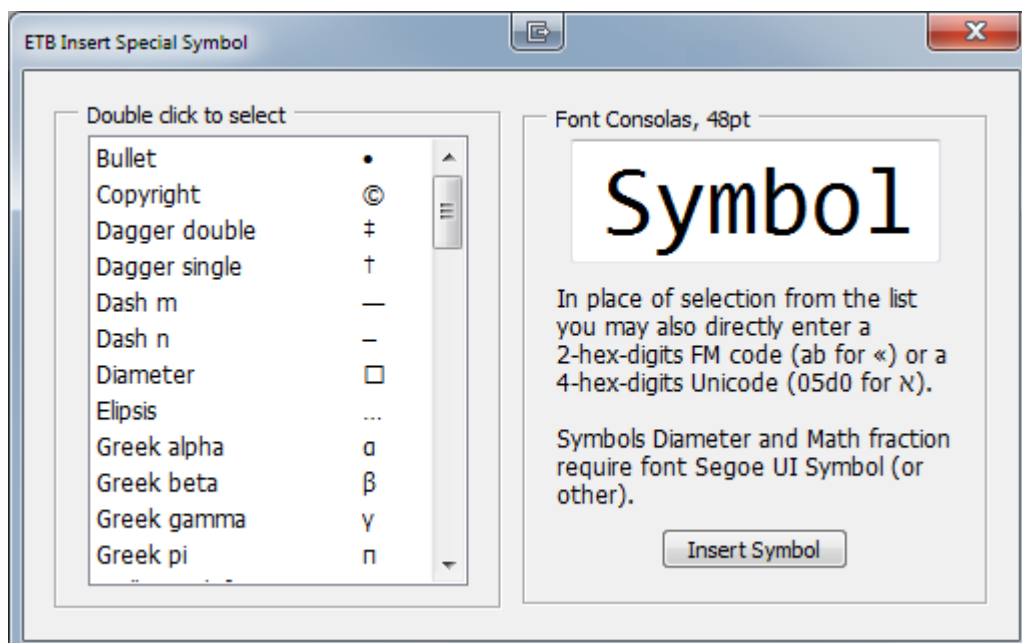 ETB Insert Special Symbol
Double click to select
Bullet •
Copyright ©
Dagger double ‡
Dagger single †
Dash m —
Dash n –
Diameter □
Elipsis …
Greek alpha α
Greek beta β
Greek gamma γ
Greek pi π
Font Consolas, 48pt
Symbol
In place of selection from the list
you may also directly enter a
2-hex-digits FM code (ab for «) or a
4-hex-digits Unicode (05d0 for א).
Symbols Diameter and Math fraction
require font Segoe UI Symbol (or
other).
Insert Symbol